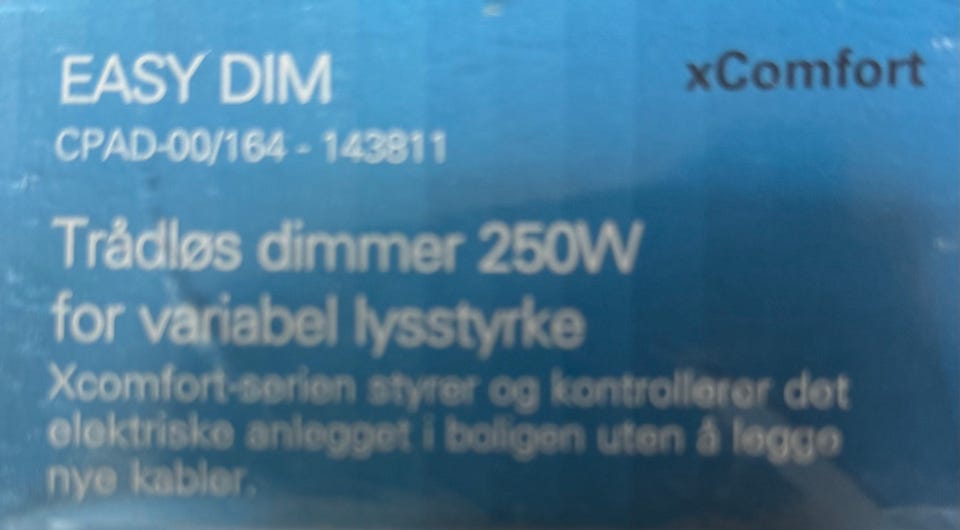 EASY DIM
xComfort
CPAD-00/164 - 143811
Trådløs dimmer 250W
for variabel lysstyrke
Xcomfort-serien styrer og kontrollerer det
elektriske anlegget i boligen uten å legge
nye kabler.